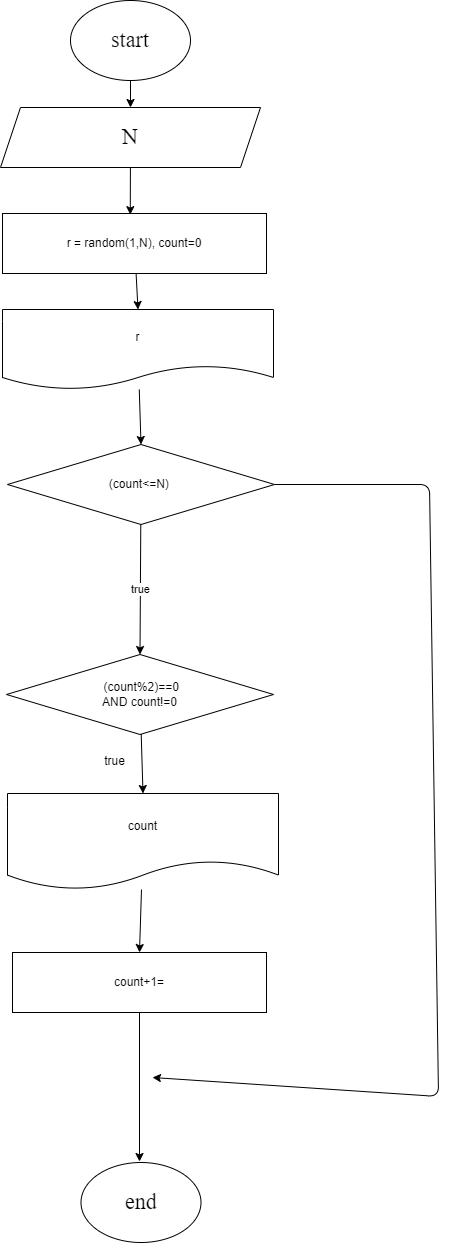 start
N
r = random(1,N), count=0
r
(count<=N)
true
(count%2)==0
AND count!=0
true
count
count+1=
end